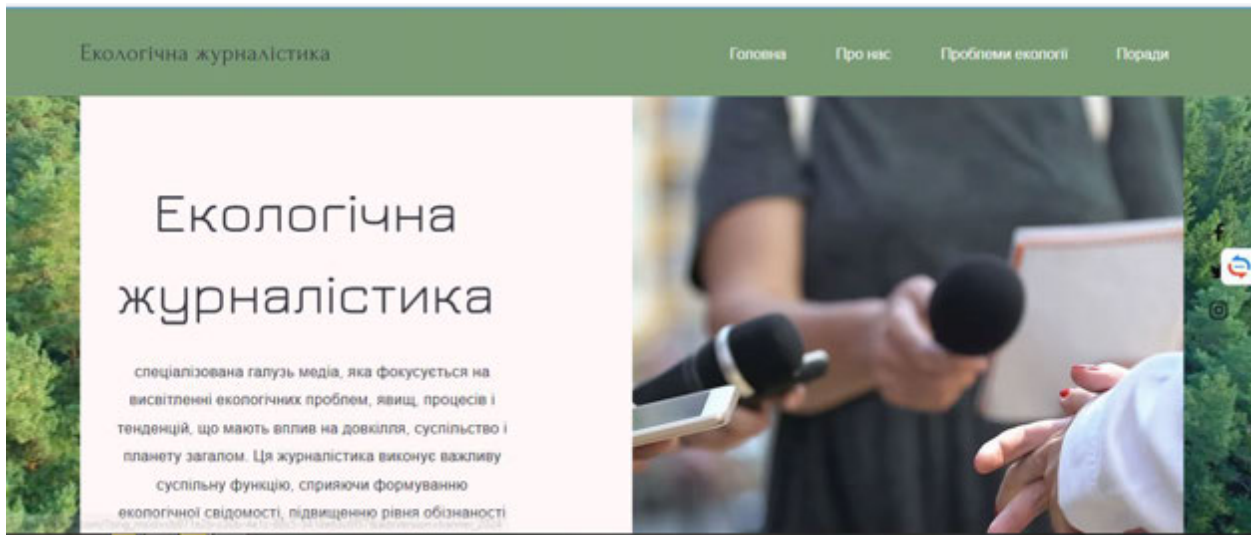 Екологічна журналістика
Головна Про нас Проблеми екології Поради
Екологічна
журналістика
спеціалізована галузь медіа, яка фокусується на
висвітленні екологічних проблем, явищ, процесів і
тенденцій, що мають вплив на довкілля, суспільство і
планету загалом. Ця журналістика виконує важливу
суспільну функцію, сприяючи формуванню
екологічної свідомості, підвищенню рівня обізнаності